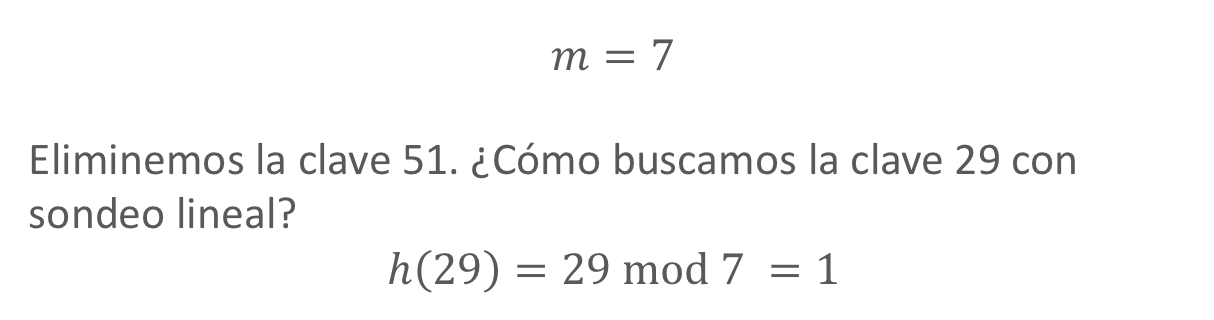 m = 7
Eliminemos la clave 51. ¿Cómo buscamos la clave 29 con
sondeo lineal?
h(29) = 29 mod 7 = 1